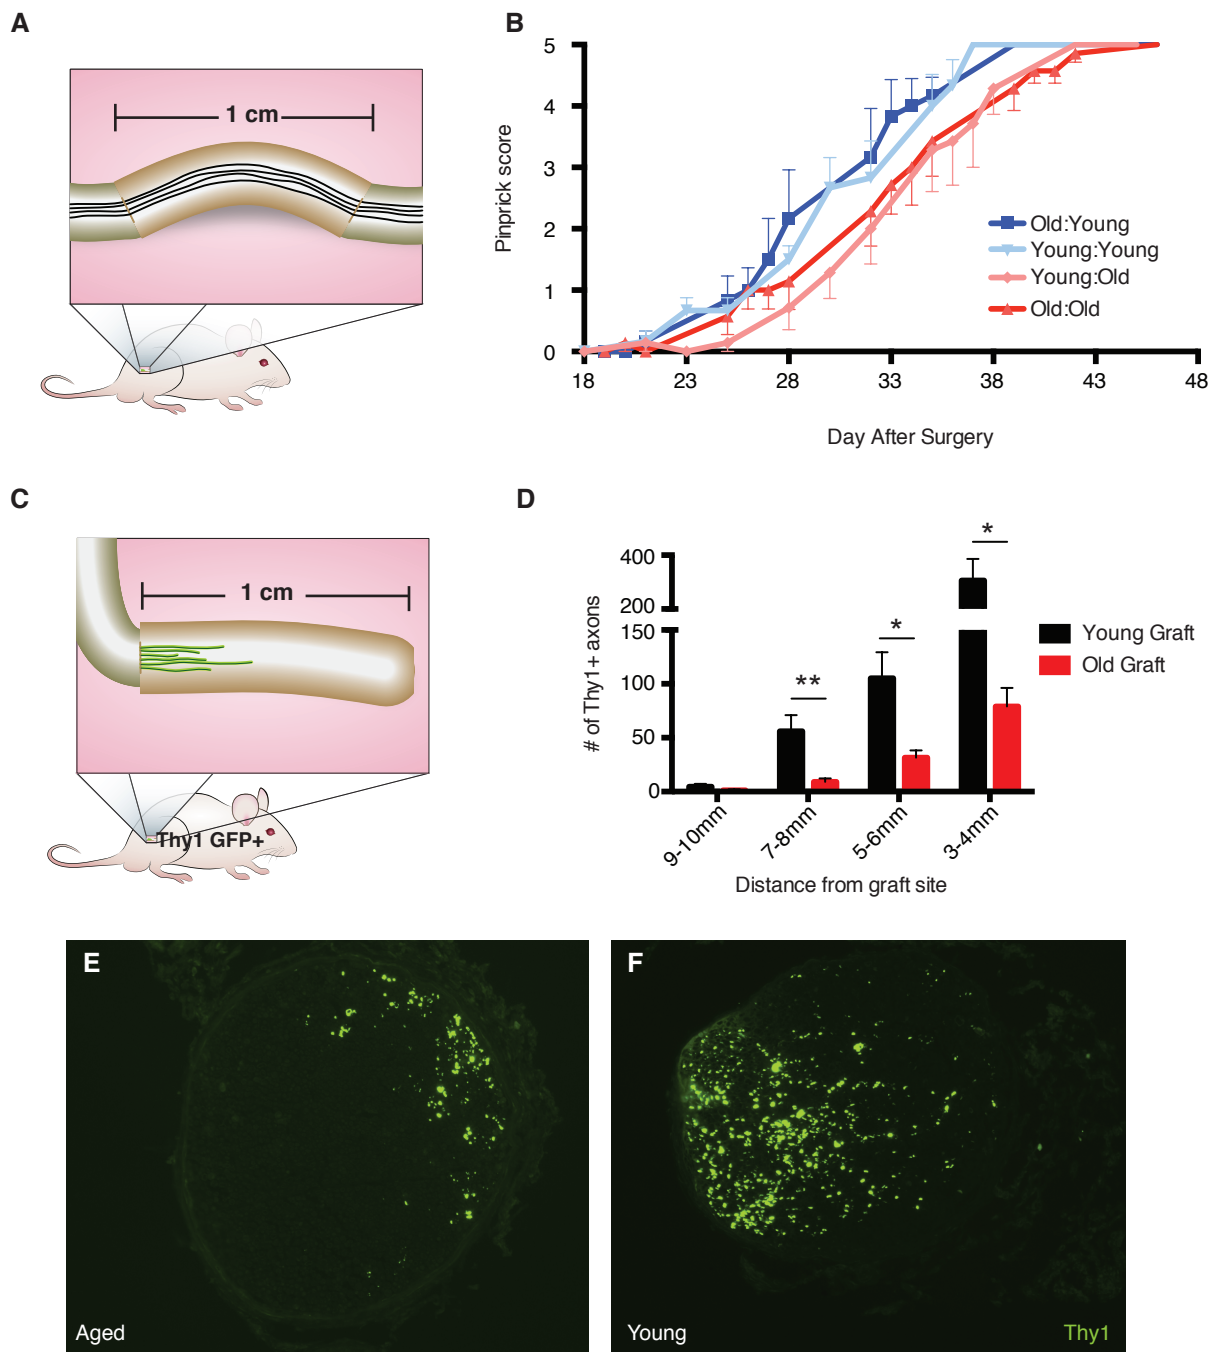 A
1 cm
B
Pinprick score
5
4
3
2
1
0
18 23 28 33 38 43 48
Day After Surgery
Old:Young
Young:Young
Young:Old
Old:Old
C
1 cm
Thy1 GFP+
D
# of Thy1+ axons
400
200
150
100
50
0
**
*
*
9-10mm 7-8mm 5-6mm 3-4mm
Distance from graft site
Young Graft
Old Graft
E
Aged
F
Young
Thy1